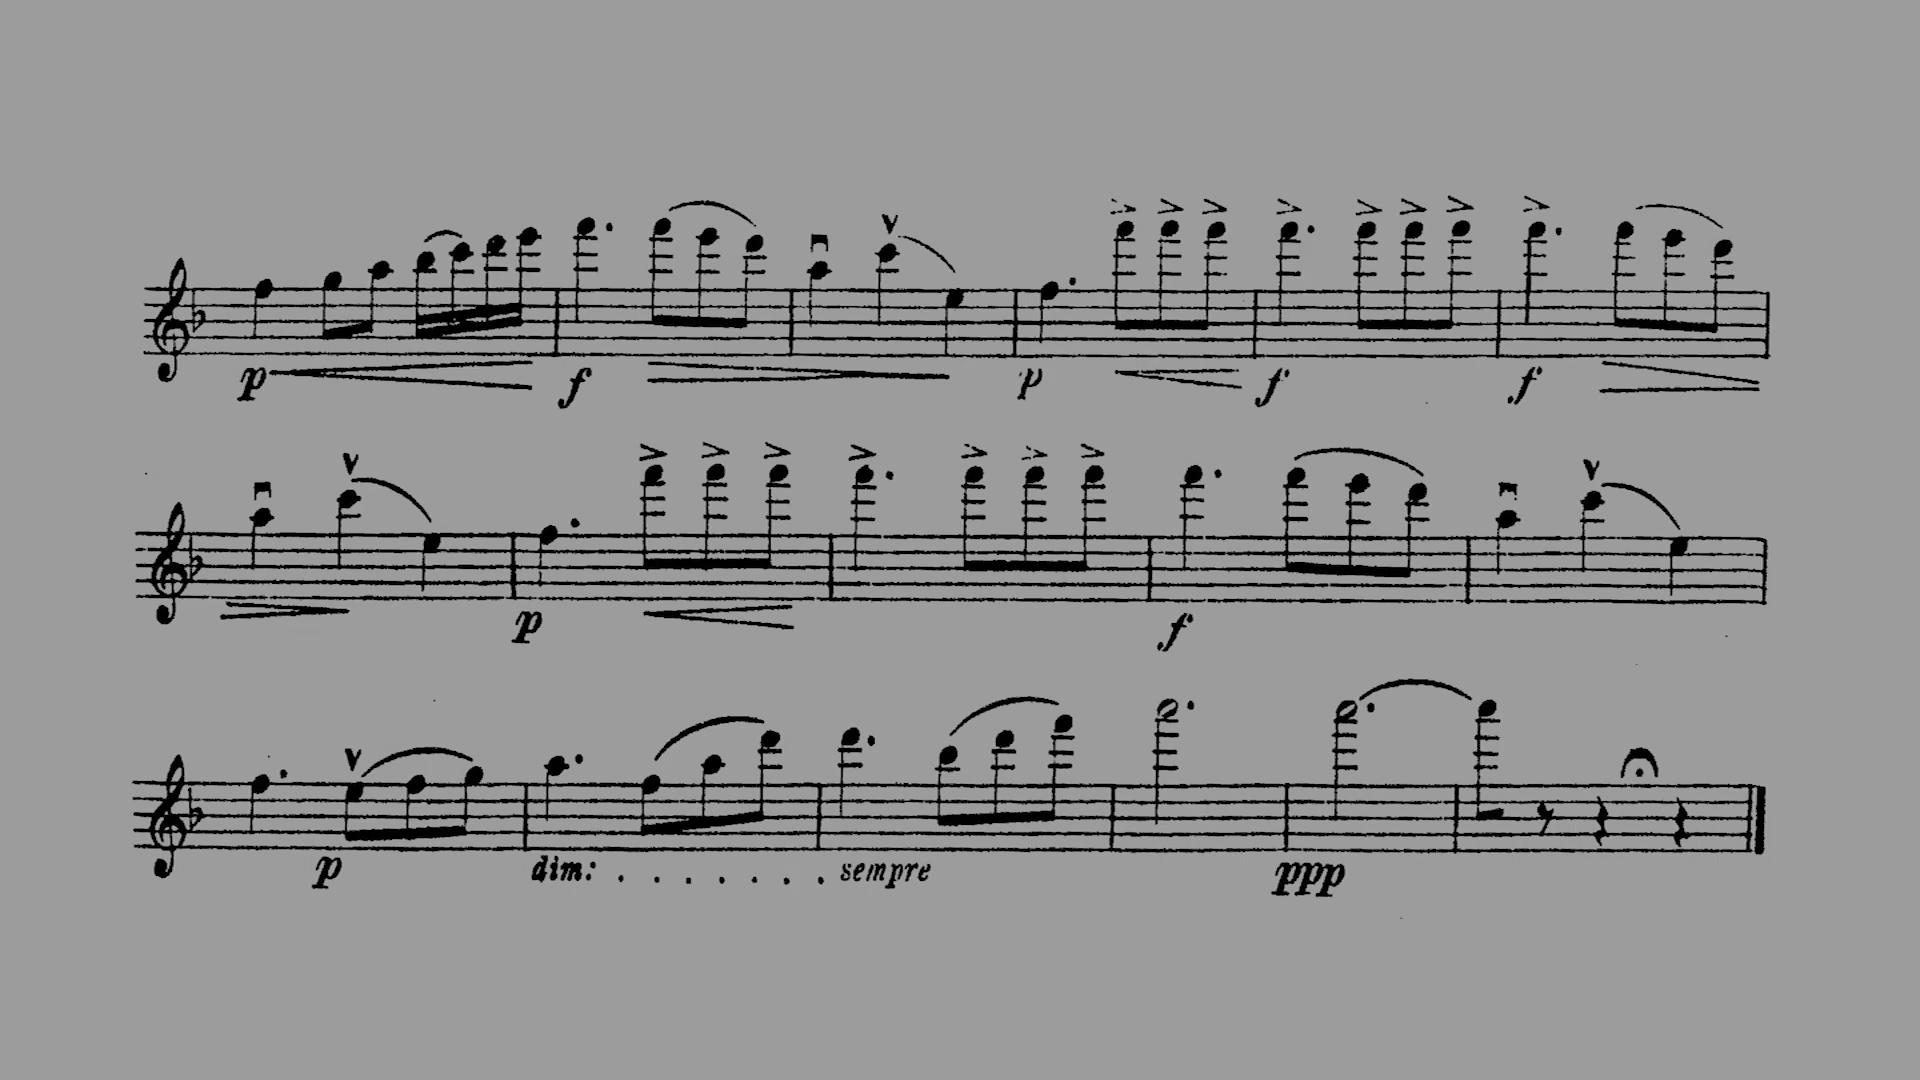 p f p f f
p f
p dim: . . . . . . . sempre ppp